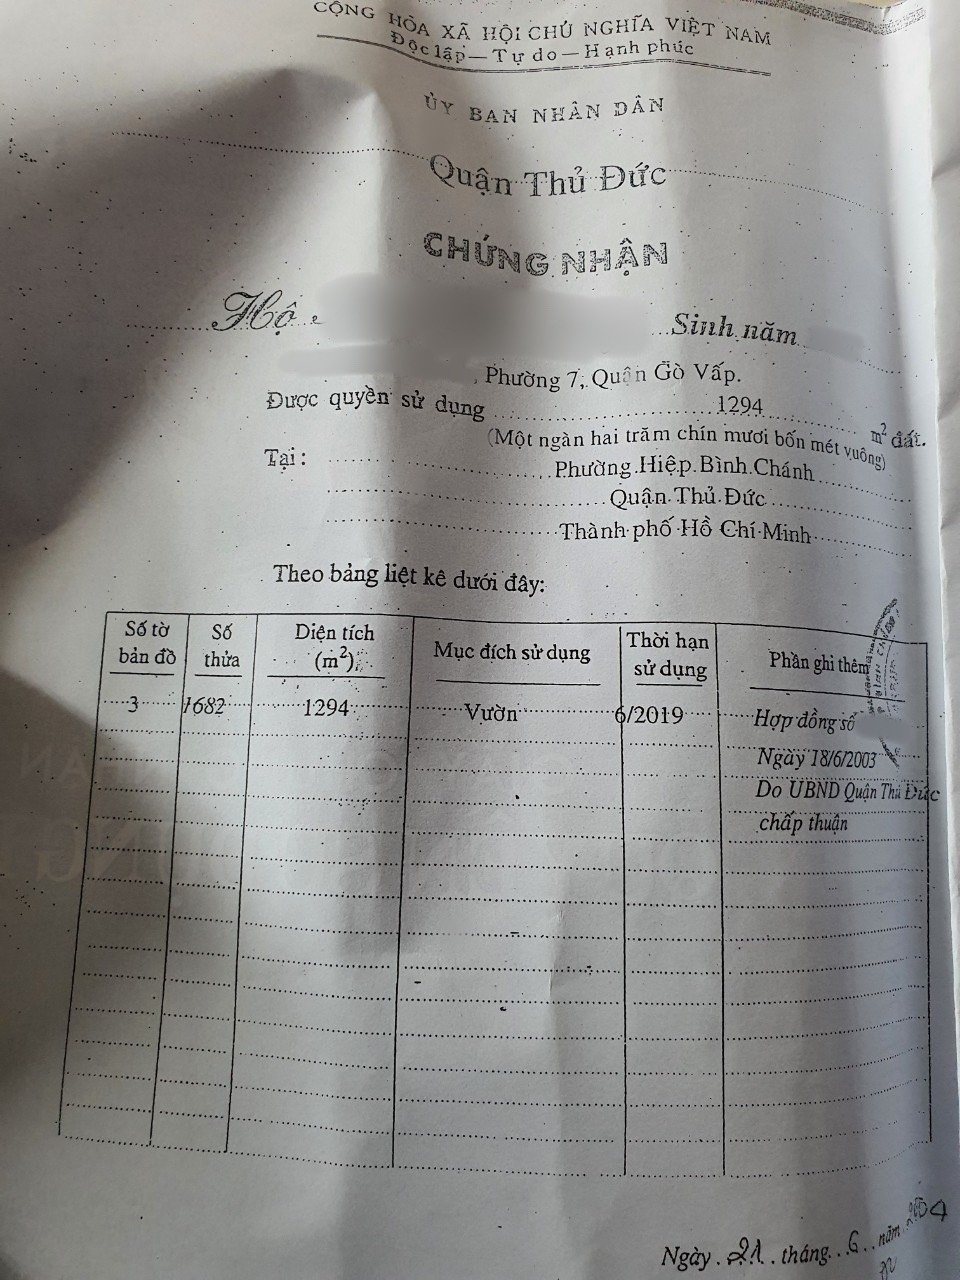 CỘNG HÒA XÃ HỘI CHỦ NGHĨA VIỆT NAM
Độc lập — Tự do — Hạnh phúc
ỦY BAN NHÂN DÂN
Quận Thủ Đức
CHỨNG NHẬN
Hộ Sinh năm
, Phường 7, Quận Gò Vấp.
Được quyền sử dụng 1294 m² đất.
(Một ngàn hai trăm chín mươi bốn mét vuông)
Tại: Phường Hiệp Bình Chánh
Quận Thủ Đức
Thành phố Hồ Chí Minh
Theo bảng liệt kê dưới đây:
Số tờ bản đồ Số thửa Diện tích (m²) Mục đích sử dụng Thời hạn sử dụng Phần ghi thêm
3 1682 1294 Vườn 6/2019 Hợp đồng số
Ngày 18/6/2003
Do UBND Quận Thủ Đức
chấp thuận
Ngày 21 tháng 6 năm 2004